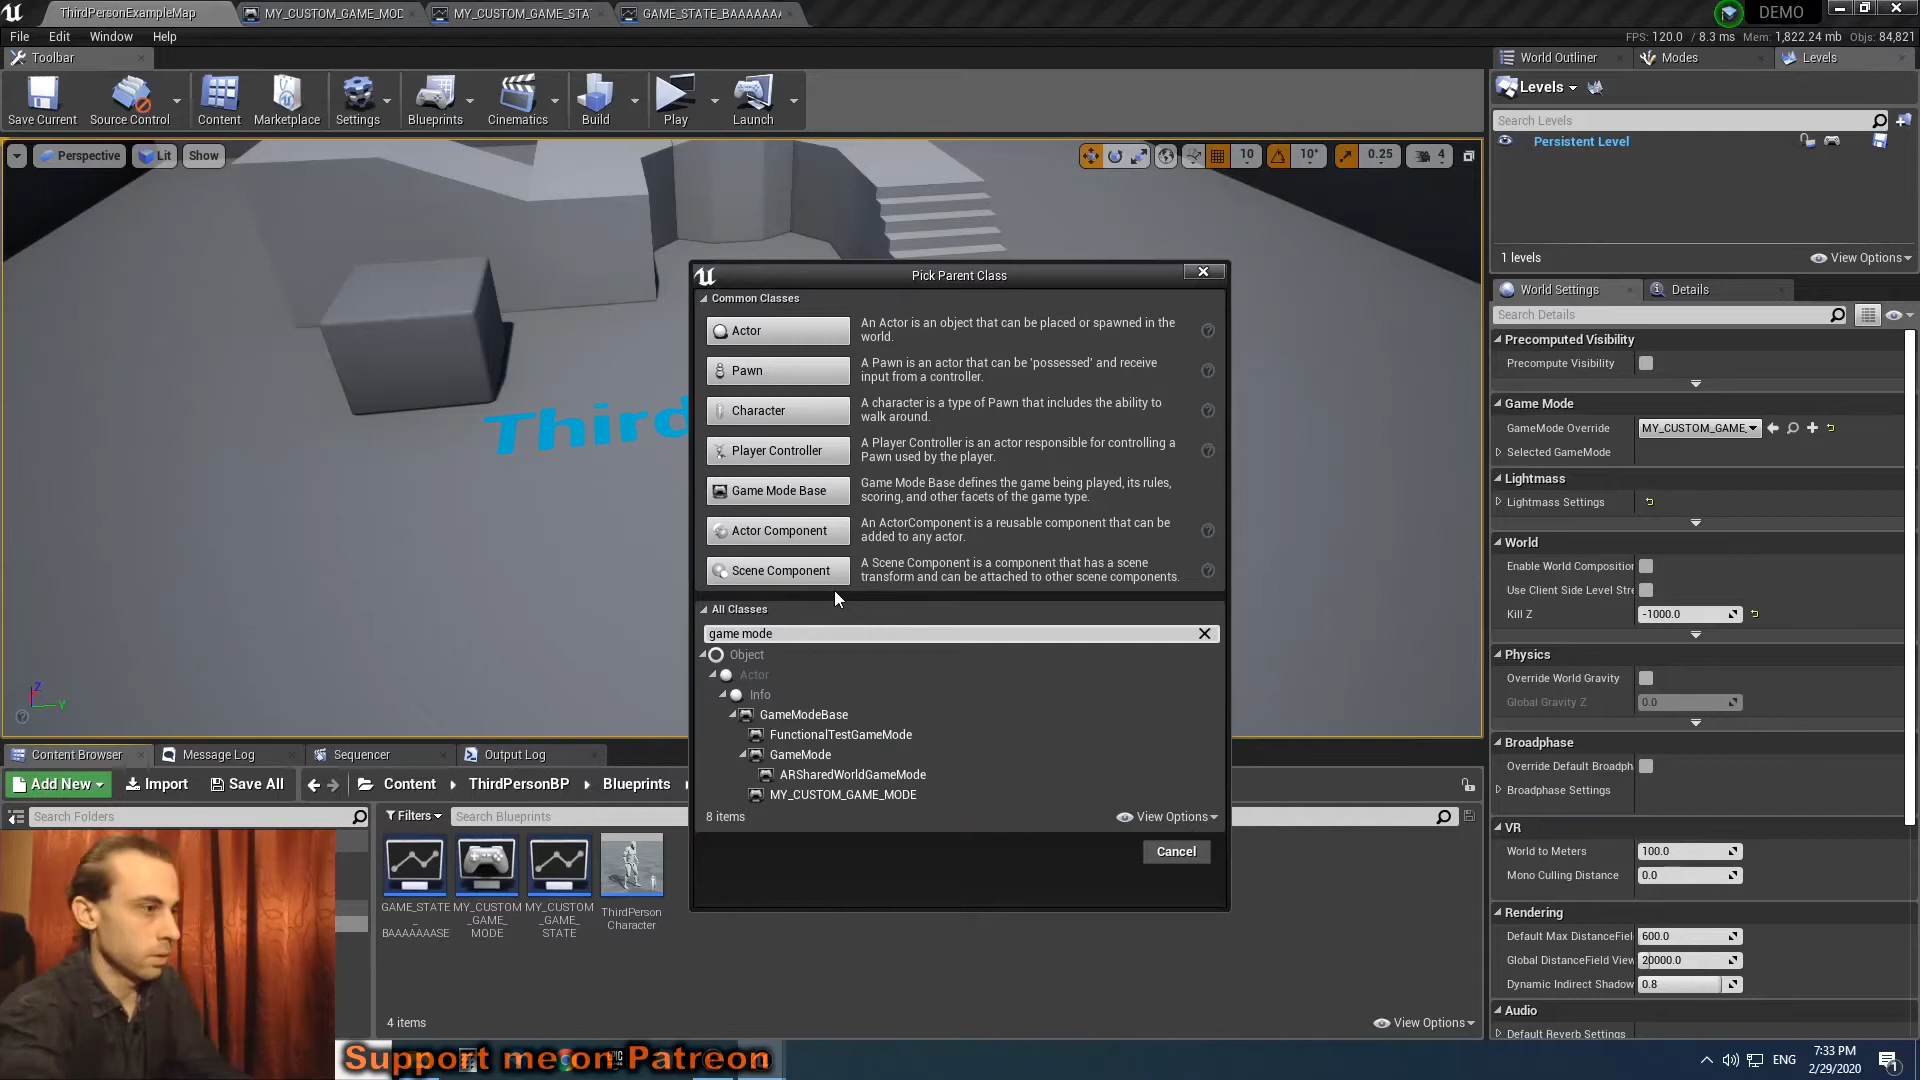 ThirdPersonExampleMap
MY_CUSTOM_GAME_MOD
MY_CUSTOM_GAME_STAT
GAME_STATE_BAAAAAAA
DEMO
File Edit Window Help
FPS: 120.0 / 8.3 ms Mem: 1,822.24 mb Objs: 84,821
Toolbar
Save Current
Source Control
Content
Marketplace
Settings
Blueprints
Cinematics
Build
Play
Launch
Perspective
Lit
Show
10
10°
0.25
4
Third
World Outliner
Modes
Levels
Levels
Search Levels
Persistent Level
1 levels
View Options
World Settings
Details
Search Details
Precomputed Visibility
Precompute Visibility
Game Mode
GameMode Override MY_CUSTOM_GAME_
Selected GameMode
Lightmass
Lightmass Settings
World
Enable World Composition
Use Client Side Level Stre
Kill Z -1000.0
Physics
Override World Gravity
Global Gravity Z 0.0
Broadphase
Override Default Broadph
Broadphase Settings
VR
World to Meters 100.0
Mono Culling Distance 0.0
Rendering
Default Max DistanceField 600.0
Global DistanceField View 20000.0
Dynamic Indirect Shadow 0.8
Audio
Default Reverb Settings
Pick Parent Class
Common Classes
Actor
An Actor is an object that can be placed or spawned in the
world.
Pawn
A Pawn is an actor that can be 'possessed' and receive
input from a controller.
Character
A character is a type of Pawn that includes the ability to
walk around.
Player Controller
A Player Controller is an actor responsible for controlling a
Pawn used by the player.
Game Mode Base
Game Mode Base defines the game being played, its rules,
scoring, and other facets of the game type.
Actor Component
An ActorComponent is a reusable component that can be
added to any actor.
Scene Component
A Scene Component is a component that has a scene
transform and can be attached to other scene components.
All Classes
game mode
Object
Actor
Info
GameModeBase
FunctionalTestGameMode
GameMode
ARSharedWorldGameMode
MY_CUSTOM_GAME_MODE
8 items
View Options
Cancel
Z
Y
Content Browser
Message Log
Sequencer
Output Log
Add New
Import
Save All
Content
ThirdPersonBP
Blueprints
Search Folders
Filters
Search Blueprints
GAME_STATE
BAAAAAAASE
MY_CUSTOM
_GAME_
MODE
MY_CUSTOM
_GAME_
STATE
ThirdPerson
Character
4 items
View Options
Support me on Patreon
ENG
7:33 PM
2/29/2020
1